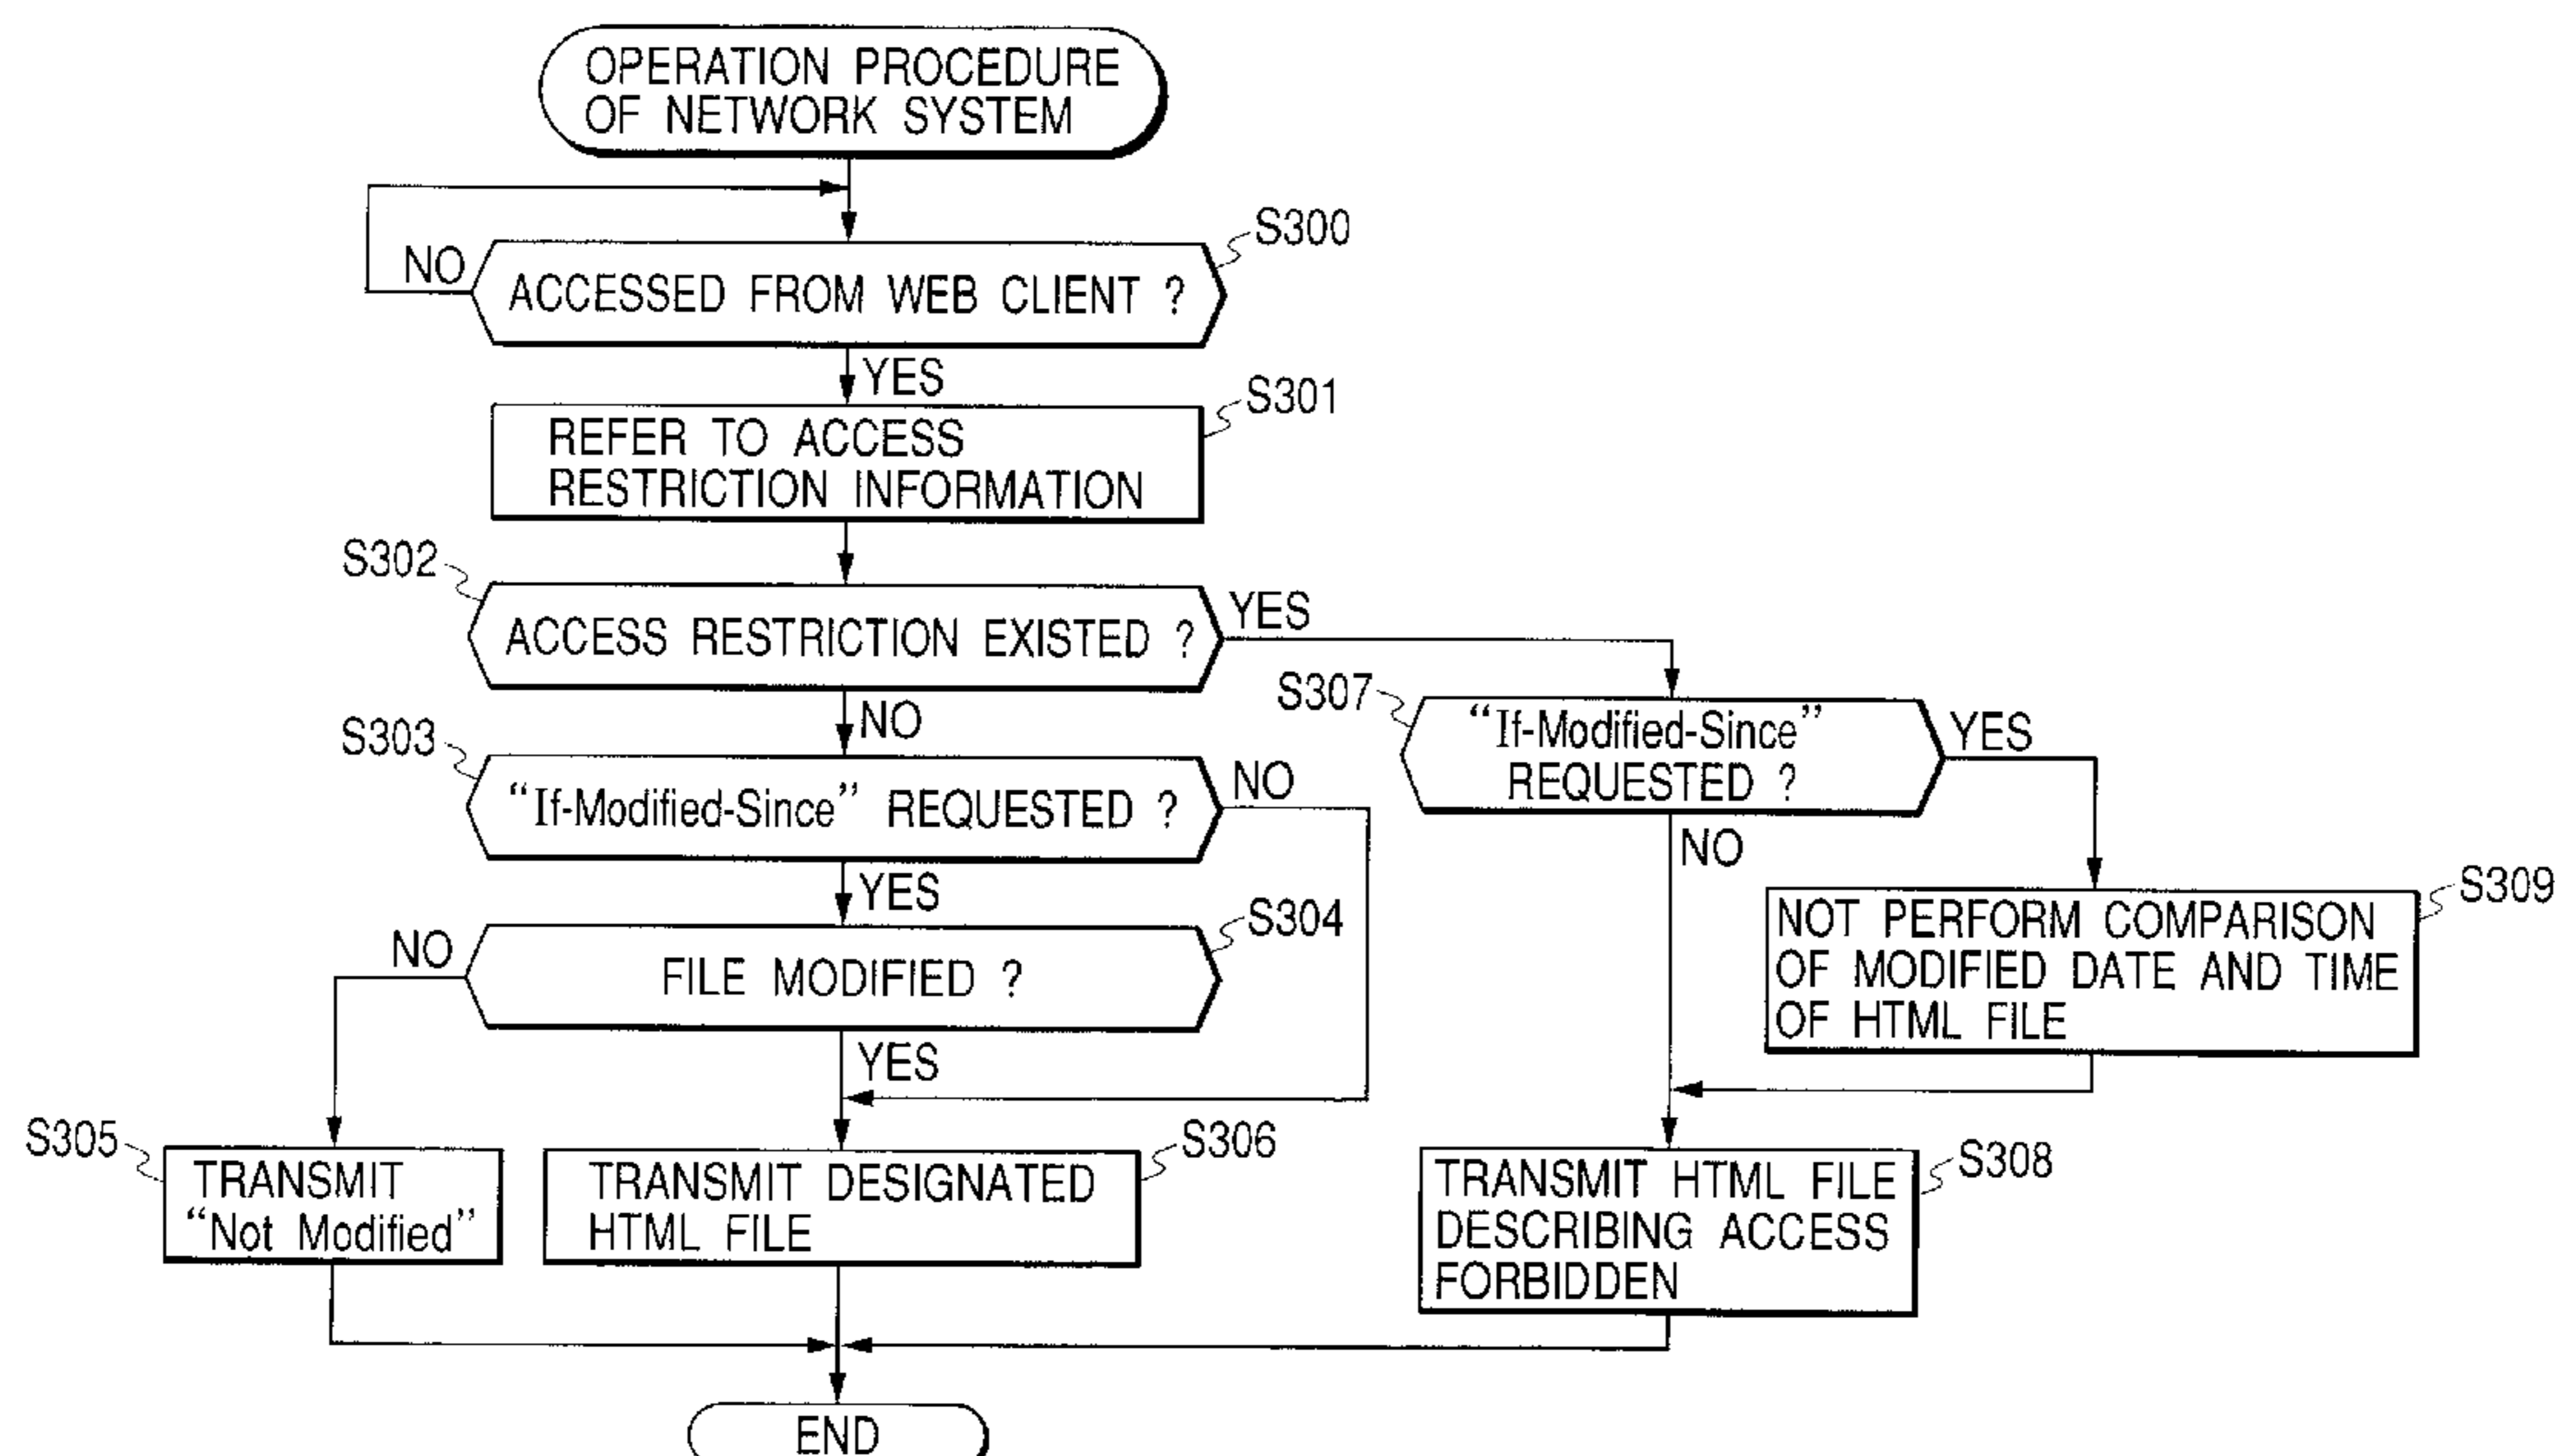 OPERATION PROCEDURE
OF NETWORK SYSTEM
S300
NO
ACCESSED FROM WEB CLIENT ?
YES
S301
REFER TO ACCESS
RESTRICTION INFORMATION
S302
YES
ACCESS RESTRICTION EXISTED ?
NO
S303
“If-Modified-Since” REQUESTED ?
NO
YES
S304
NO
FILE MODIFIED ?
YES
S305
TRANSMIT
“Not Modified”
S306
TRANSMIT DESIGNATED
HTML FILE
S307
“If-Modified-Since”
REQUESTED ?
YES
NO
S309
NOT PERFORM COMPARISON
OF MODIFIED DATE AND TIME
OF HTML FILE
S308
TRANSMIT HTML FILE
DESCRIBING ACCESS
FORBIDDEN
END